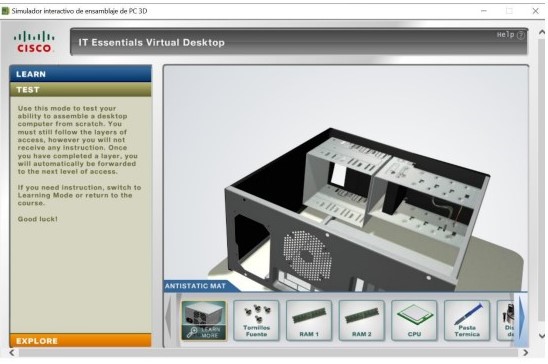 Simulador interactivo de ensamblaje de PC 3D
Help ?
CISCO
IT Essentials Virtual Desktop
LEARN
TEST
Use this mode to test your
ability to assemble a desktop
computer from scratch. You
must still follow the layers of
access, however you will not
receive any instruction. Once
you have completed a layer, you
will automatically be forwarded
to the next level of access.
If you need instruction, switch to
Learning Mode or return to the
course.
Good luck!
ANTISTATIC MAT
LEARN
MORE
Tornillos
Fuente
RAM 1
RAM 2
CPU
Pasta
Termica
EXPLORE